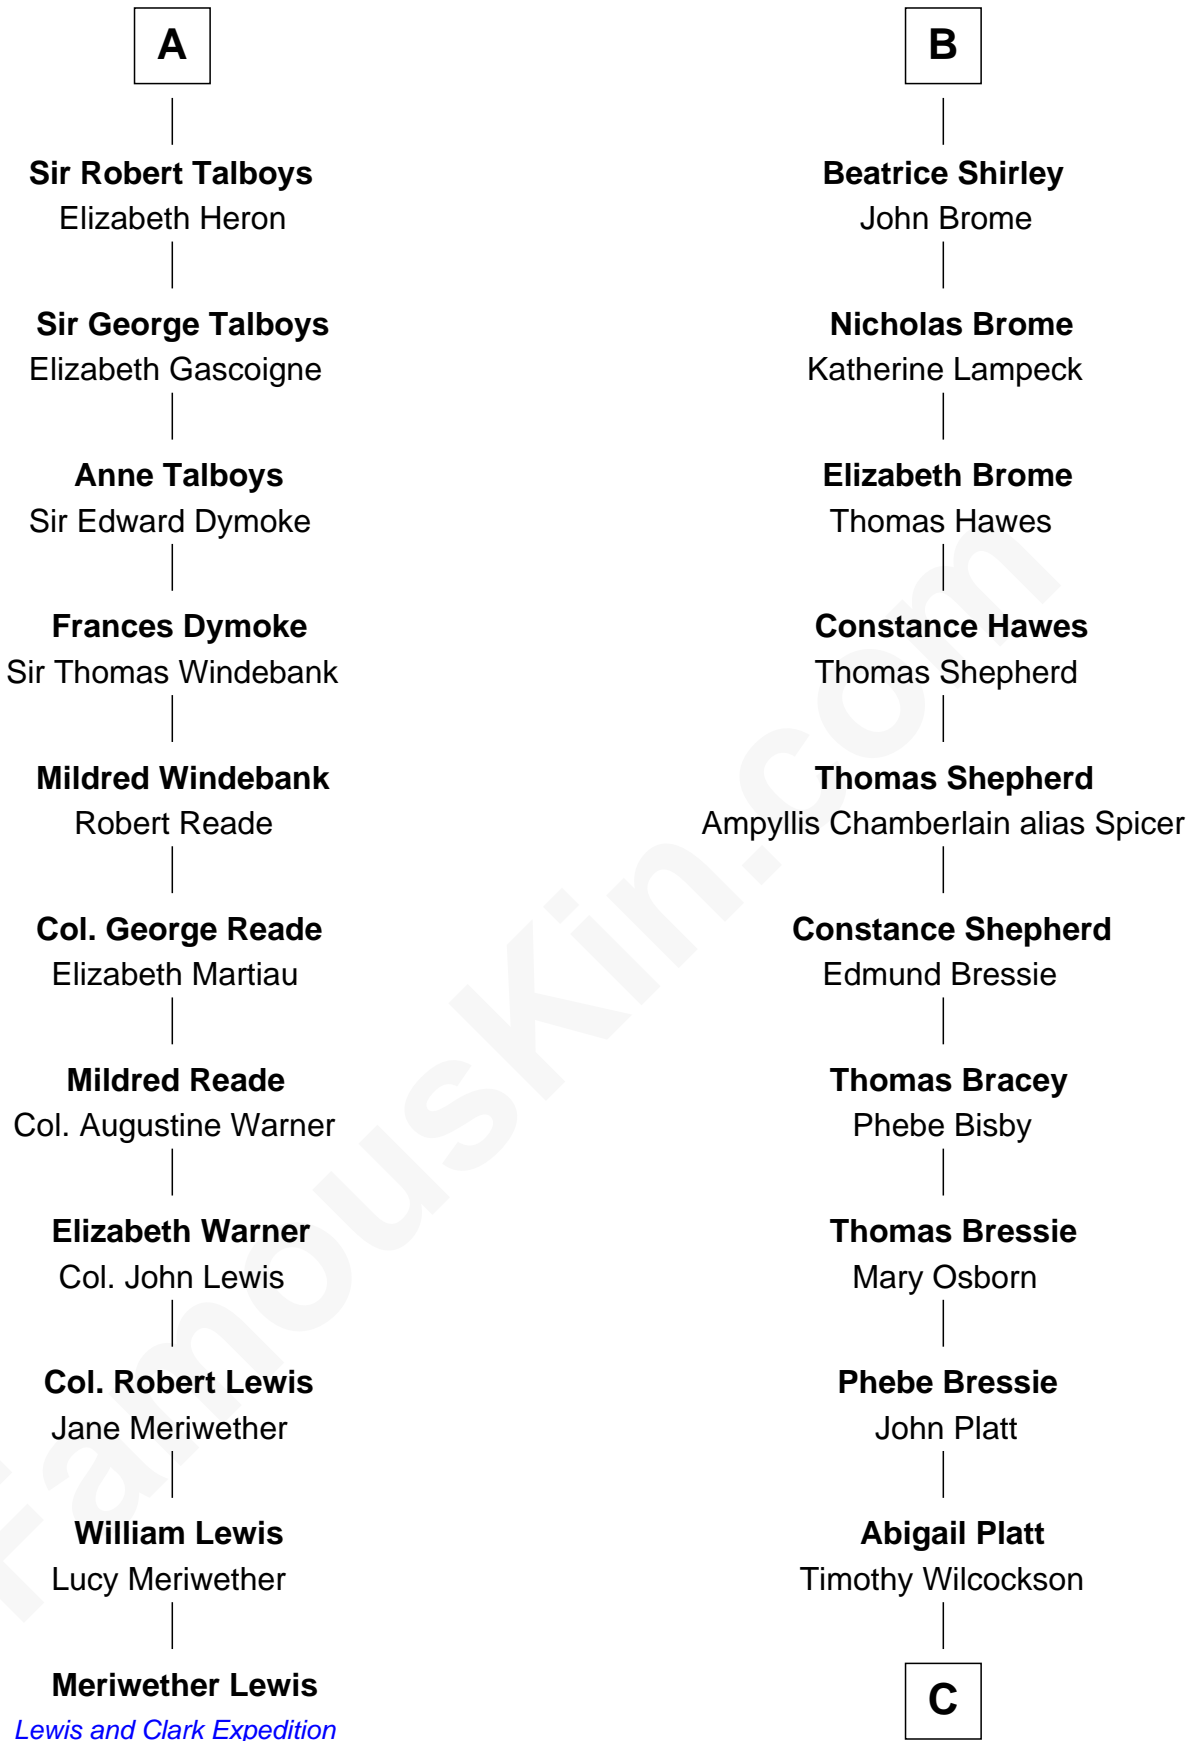 A
Sir Robert Talboys
Elizabeth Heron
Sir George Talboys
Elizabeth Gascoigne
Anne Talboys
Sir Edward Dymoke
Frances Dymoke
Sir Thomas Windebank
Mildred Windebank
Robert Reade
Col. George Reade
Elizabeth Martiau
Mildred Reade
Col. Augustine Warner
Elizabeth Warner
Col. John Lewis
Col. Robert Lewis
Jane Meriwether
William Lewis
Lucy Meriwether
Meriwether Lewis
Lewis and Clark Expedition
B
Beatrice Shirley
John Brome
Nicholas Brome
Katherine Lampeck
Elizabeth Brome
Thomas Hawes
Constance Hawes
Thomas Shepherd
Thomas Shepherd
Ampyllis Chamberlain alias Spicer
Constance Shepherd
Edmund Bressie
Thomas Bracey
Phebe Bisby
Thomas Bressie
Mary Osborn
Phebe Bressie
John Platt
Abigail Platt
Timothy Wilcockson
C
FamousKin.com